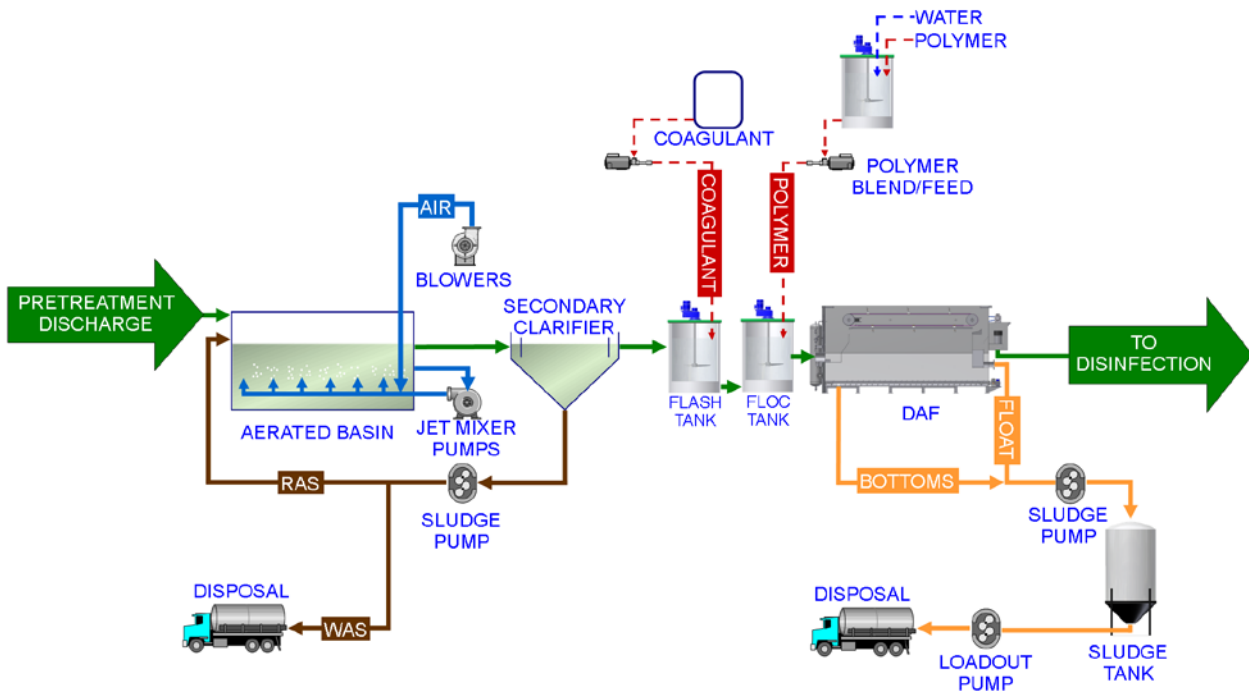 WATER
POLYMER
COAGULANT
POLYMER
BLEND/FEED
COAGULANT
POLYMER
AIR
BLOWERS
PRETREATMENT
DISCHARGE
SECONDARY
CLARIFIER
TO
DISINFECTION
AERATED BASIN
JET MIXER
PUMPS
FLASH
TANK
FLOC
TANK
DAF
FLOAT
RAS
BOTTOMS
SLUDGE
PUMP
SLUDGE
PUMP
DISPOSAL
WAS
DISPOSAL
LOADOUT
PUMP
SLUDGE
TANK